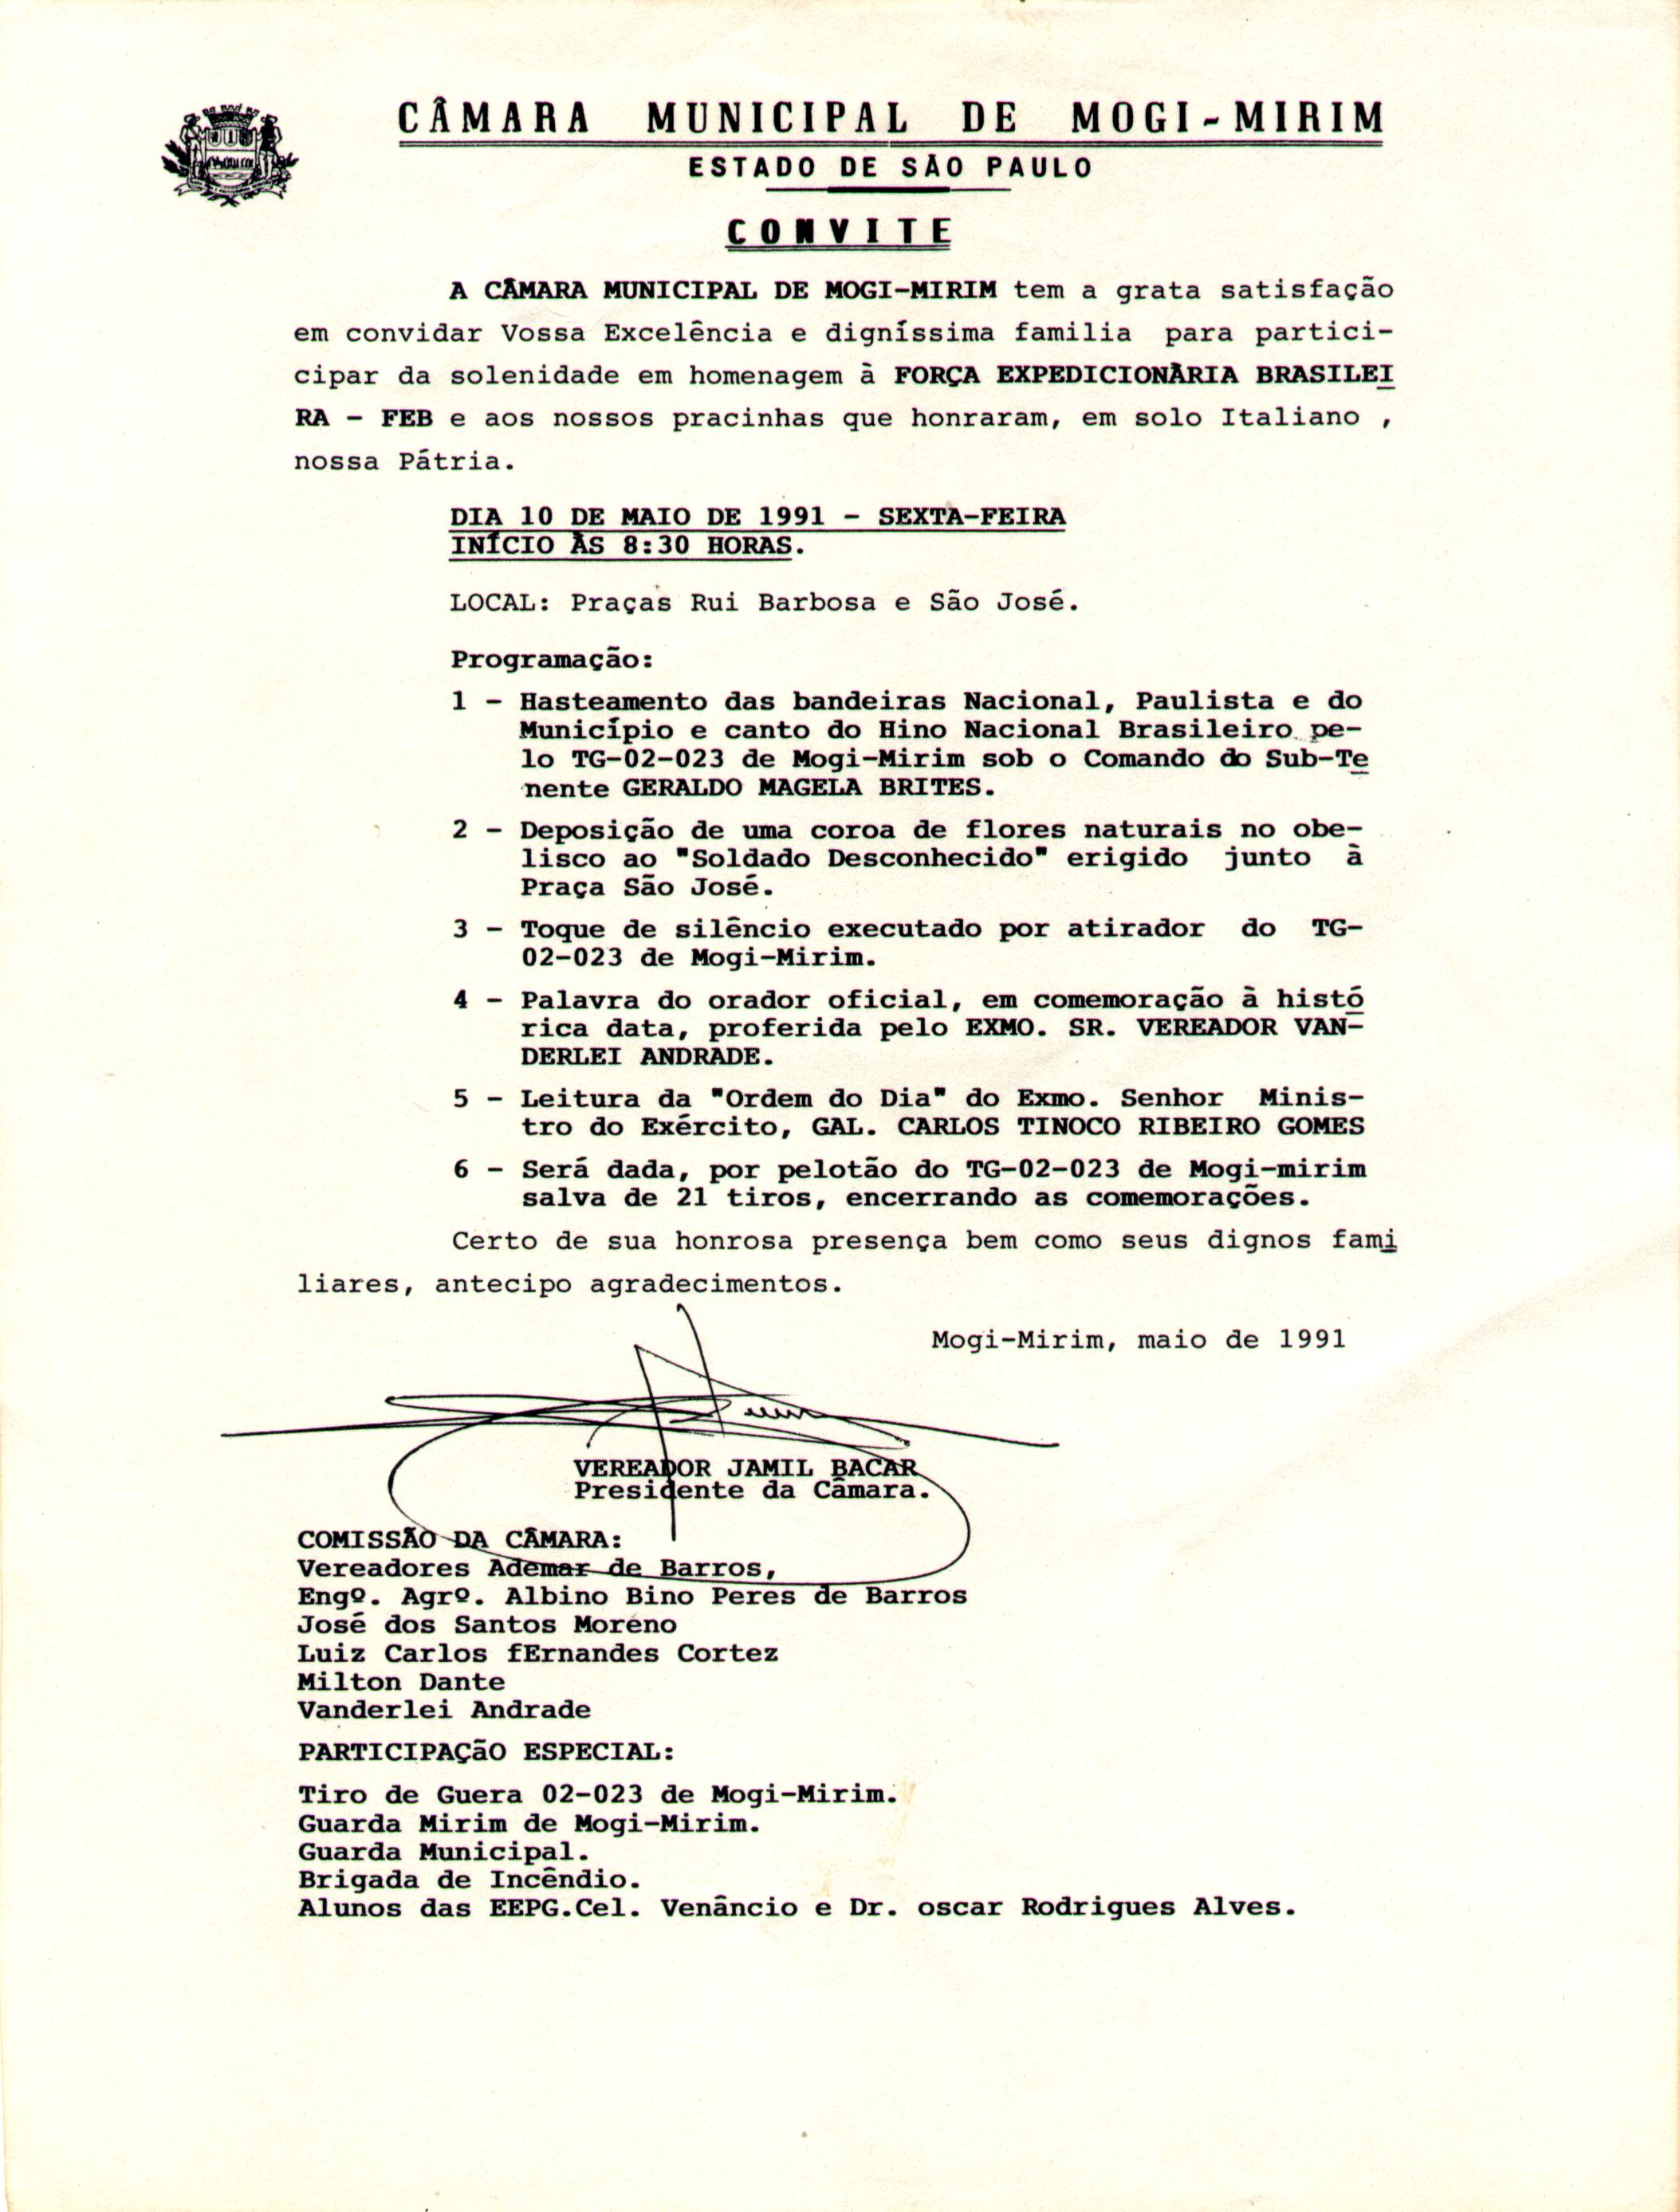 CÂMARA MUNICIPAL DE MOGI-MIRIM
ESTADO DE SÃO PAULO
CONVITE
A CÂMARA MUNICIPAL DE MOGI-MIRIM tem a grata satisfação
em convidar Vossa Excelência e digníssima familia para partici-
cipar da solenidade em homenagem à FORÇA EXPEDICIONÁRIA BRASILEI
RA - FEB e aos nossos pracinhas que honraram, em solo Italiano ,
nossa Pátria.
DIA 10 DE MAIO DE 1991 - SEXTA-FEIRA
INÍCIO ÀS 8:30 HORAS.
LOCAL: Praças Rui Barbosa e São José.
Programação:
1 - Hasteamento das bandeiras Nacional, Paulista e do
Município e canto do Hino Nacional Brasileiro pe-
lo TG-02-023 de Mogi-Mirim sob o Comando do Sub-Te
nente GERALDO MAGELA BRITES.
2 - Deposição de uma coroa de flores naturais no obe-
lisco ao "Soldado Desconhecido" erigido junto à
Praça São José.
3 - Toque de silêncio executado por atirador do TG-
02-023 de Mogi-Mirim.
4 - Palavra do orador oficial, em comemoração à histó
rica data, proferida pelo EXMO. SR. VEREADOR VAN-
DERLEI ANDRADE.
5 - Leitura da "Ordem do Dia" do Exmo. Senhor Minis-
tro do Exército, GAL. CARLOS TINOCO RIBEIRO GOMES
6 - Será dada, por pelotão do TG-02-023 de Mogi-mirim
salva de 21 tiros, encerrando as comemorações.
Certo de sua honrosa presença bem como seus dignos fami
liares, antecipo agradecimentos.
Mogi-Mirim, maio de 1991
VEREADOR JAMIL BACAR
Presidente da Câmara.
COMISSÃO DA CÂMARA:
Vereadores Ademar de Barros,
Engº. Agrº. Albino Bino Peres de Barros
José dos Santos Moreno
Luiz Carlos fErnandes Cortez
Milton Dante
Vanderlei Andrade
PARTICIPAÇãO ESPECIAL:
Tiro de Guera 02-023 de Mogi-Mirim.
Guarda Mirim de Mogi-Mirim.
Guarda Municipal.
Brigada de Incêndio.
Alunos das EEPG.Cel. Venâncio e Dr. oscar Rodrigues Alves.